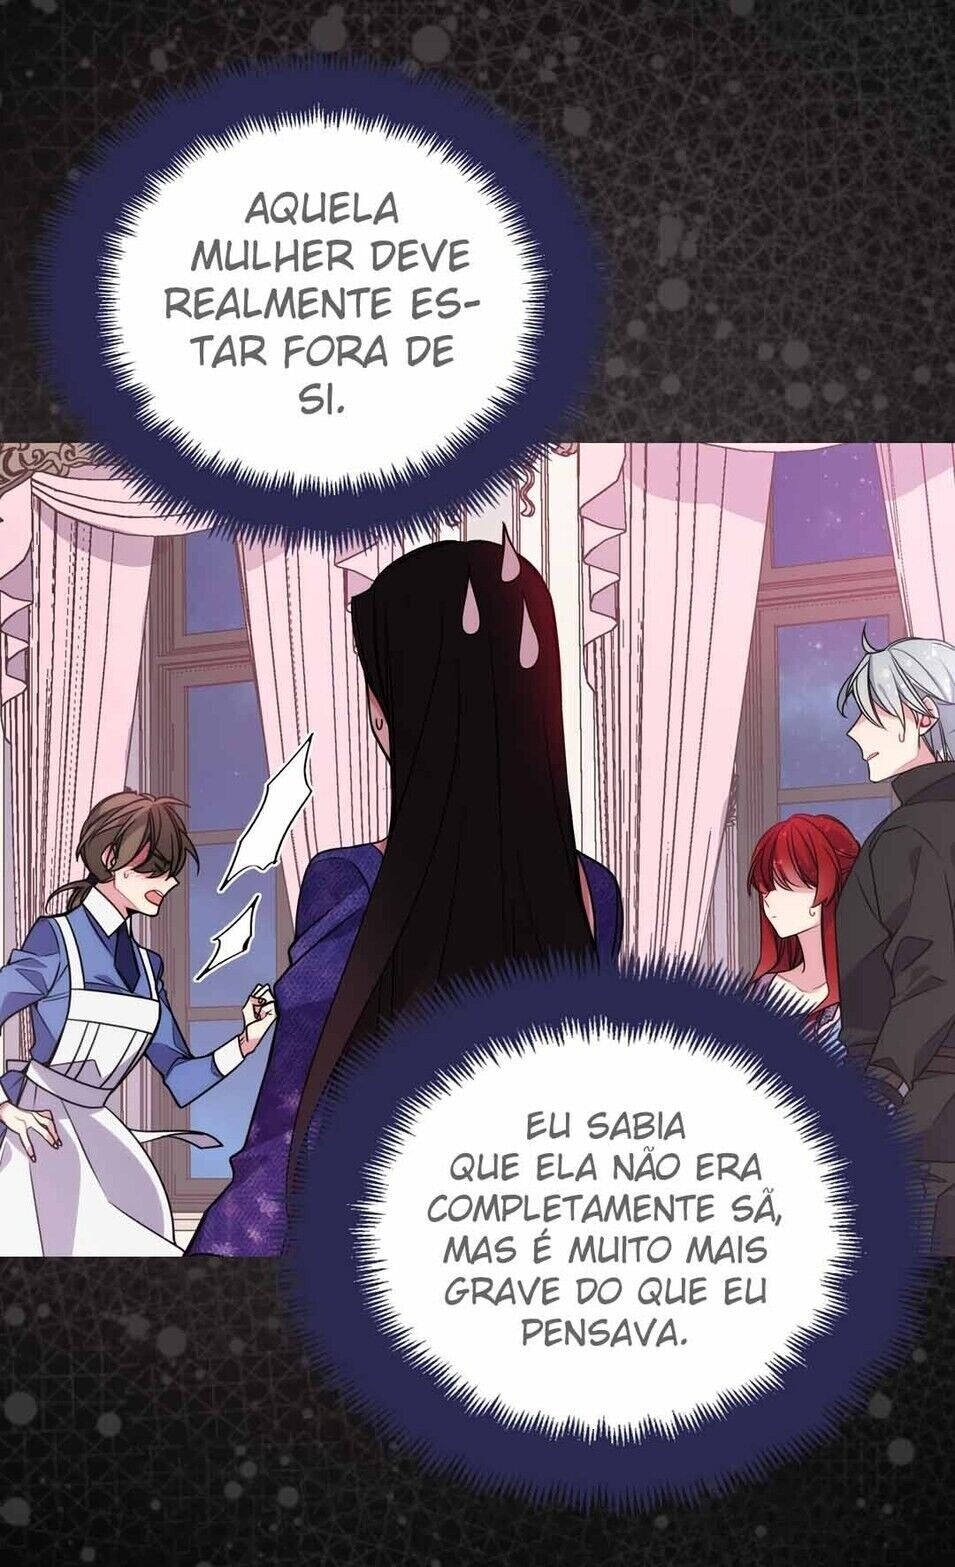 AQUELA
MULHER DEVE
REALMENTE ES-
TAR FORA DE
SI.
EU SABIA
QUE ELA NÃO ERA
COMPLETAMENTE SÃ,
MAS É MUITO MAIS
GRAVE DO QUE EU
PENSAVA.